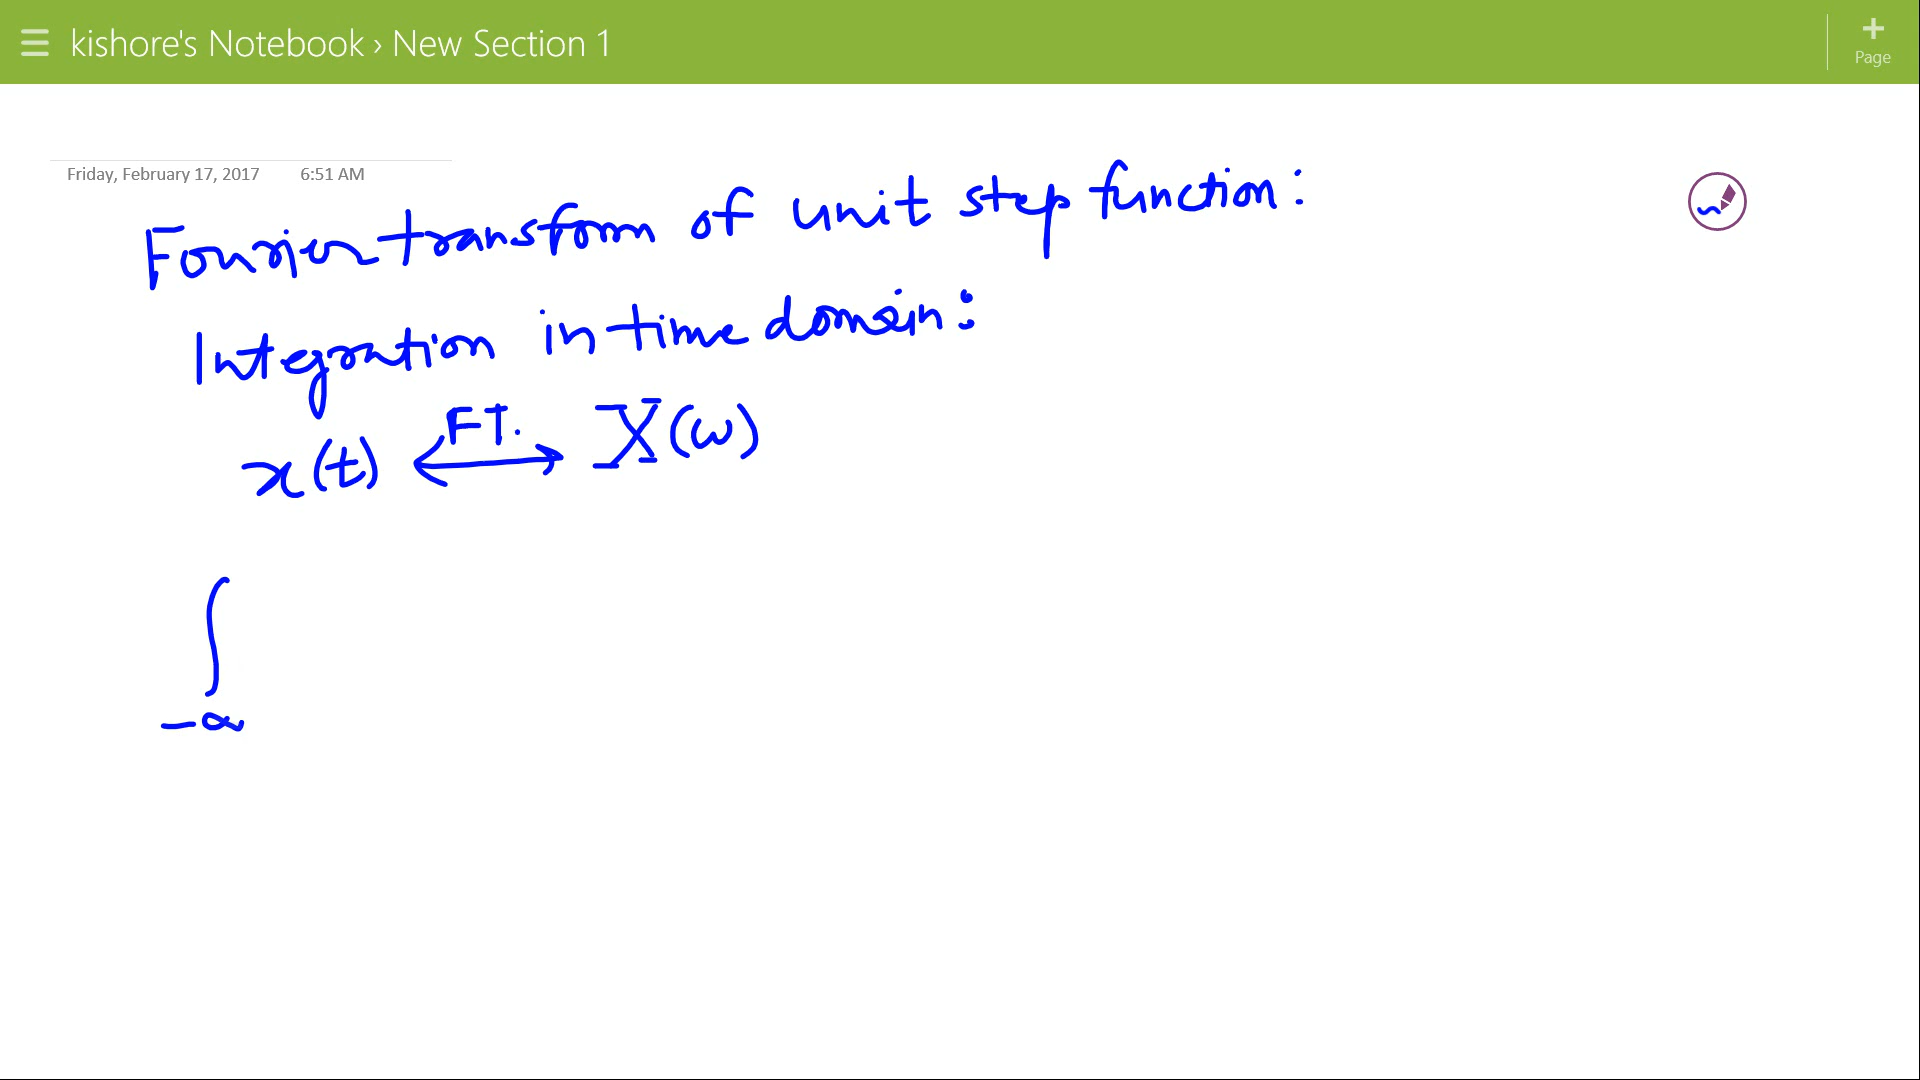 kishore's Notebook › New Section 1
+
Page
Friday, February 17, 2017 6:51 AM
Fourier transform of unit step function:
Integration in time domain:
x(t) ⟷ F.T. X(ω)
∫
-∞